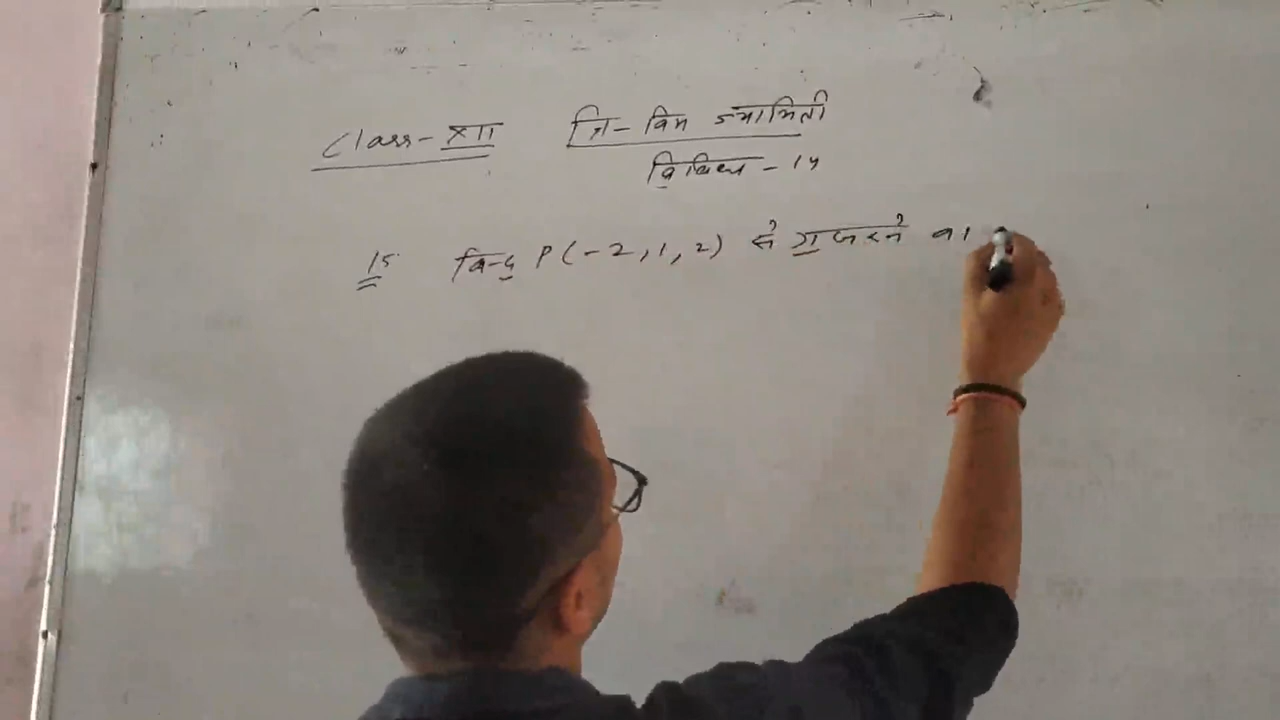 Class-XII त्रि-विम ज्यामिती
विविध - 14
15 बिन्दु P(-2,1,2) से गुजरने वा